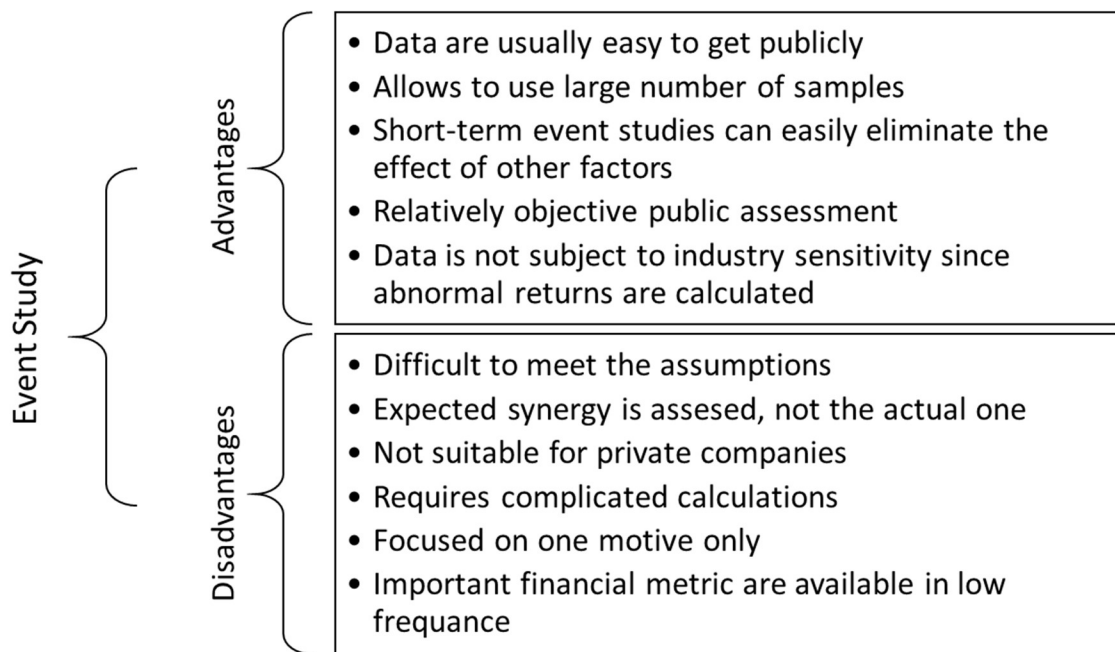 Event Study
Advantages
• Data are usually easy to get publicly
• Allows to use large number of samples
• Short-term event studies can easily eliminate the
effect of other factors
• Relatively objective public assessment
• Data is not subject to industry sensitivity since
abnormal returns are calculated
Disadvantages
• Difficult to meet the assumptions
• Expected synergy is assesed, not the actual one
• Not suitable for private companies
• Requires complicated calculations
• Focused on one motive only
• Important financial metric are available in low
frequance